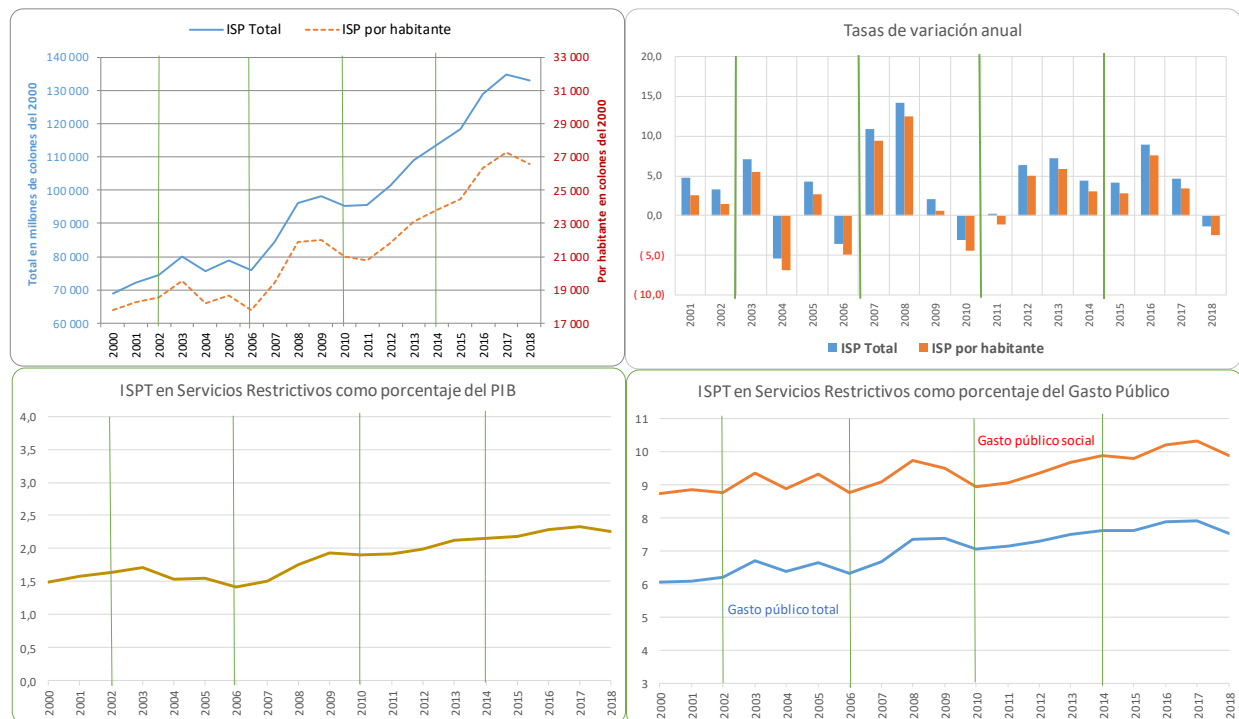 ISP Total
ISP por habitante
Total en millones de colones del 2000
140 000
130 000
120 000
110 000
100 000
90 000
80 000
70 000
60 000
33 000
31 000
29 000
27 000
25 000
23 000
21 000
19 000
17 000
Por habitante en colones del 2000
2000 2001 2002 2003 2004 2005 2006 2007 2008 2009 2010 2011 2012 2013 2014 2015 2016 2017 2018
Tasas de variación anual
20,0
15,0
10,0
5,0
0,0
( 5,0)
( 10,0)
2001 2002 2003 2004 2005 2006 2007 2008 2009 2010 2011 2012 2013 2014 2015 2016 2017 2018
ISP Total
ISP por habitante
ISPT en Servicios Restrictivos como porcentaje del PIB
4,0
3,5
3,0
2,5
2,0
1,5
1,0
0,5
0,0
2000 2001 2002 2003 2004 2005 2006 2007 2008 2009 2010 2011 2012 2013 2014 2015 2016 2017 2018
ISPT en Servicios Restrictivos como porcentaje del Gasto Público
11
10
9
8
7
6
5
4
3
Gasto público social
Gasto público total
2000 2001 2002 2003 2004 2005 2006 2007 2008 2009 2010 2011 2012 2013 2014 2015 2016 2017 2018